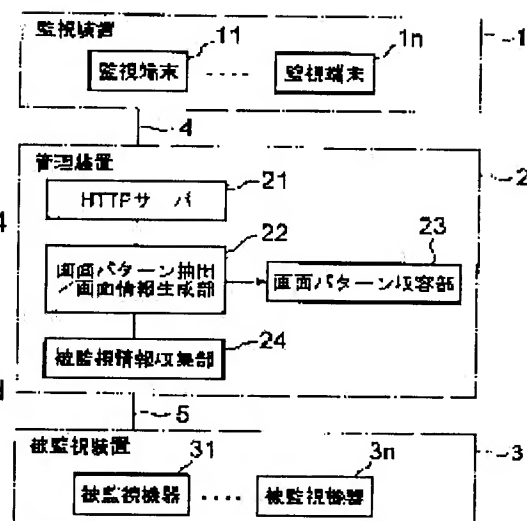 監視装置
11
1n
1
監視端末 .... 監視端末
4
管理装置
2
21
HTTPサーバ
22
23
画面パターン抽出
/画面情報生成部
画面パターン収容部
24
被監視情報収集部
5
被監視装置
3
31
3n
被監視機器 .... 被監視機器